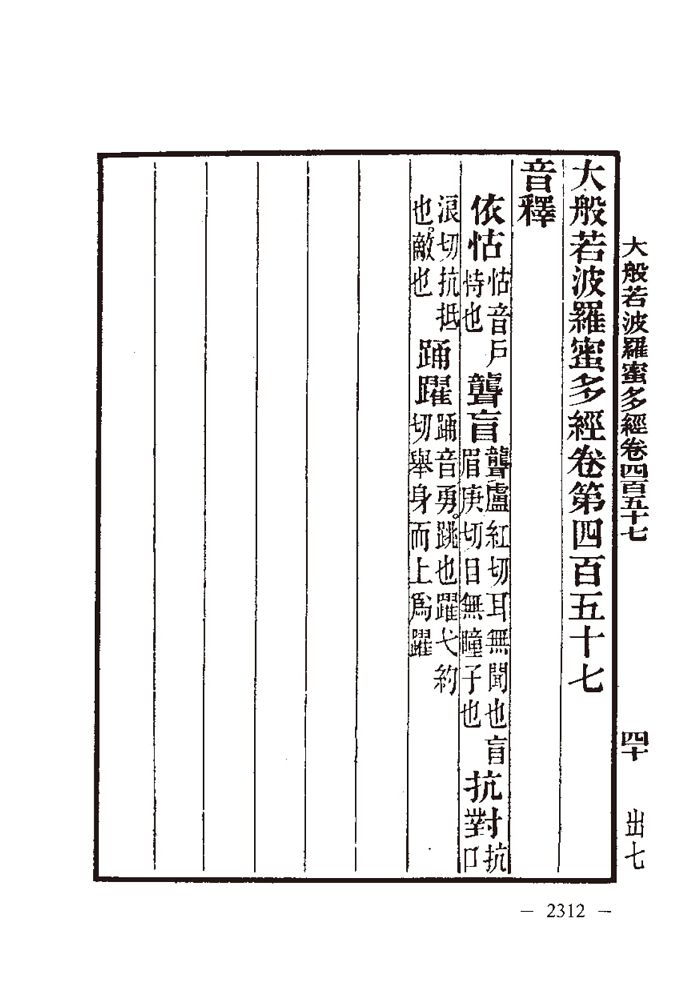 大般若波羅蜜多經卷四百五十七
四十
出七
大般若波羅蜜多經卷第四百五十七
音釋
依怙
怙音戶
恃也
聾盲
聾盧紅切耳無聞也盲
眉庚切目無瞳子也
抗對
抗
口
浪切抗抵
也敵也
踊躍
踊音勇跳也躍弋約
切舉身而上爲躍
— 2312 —